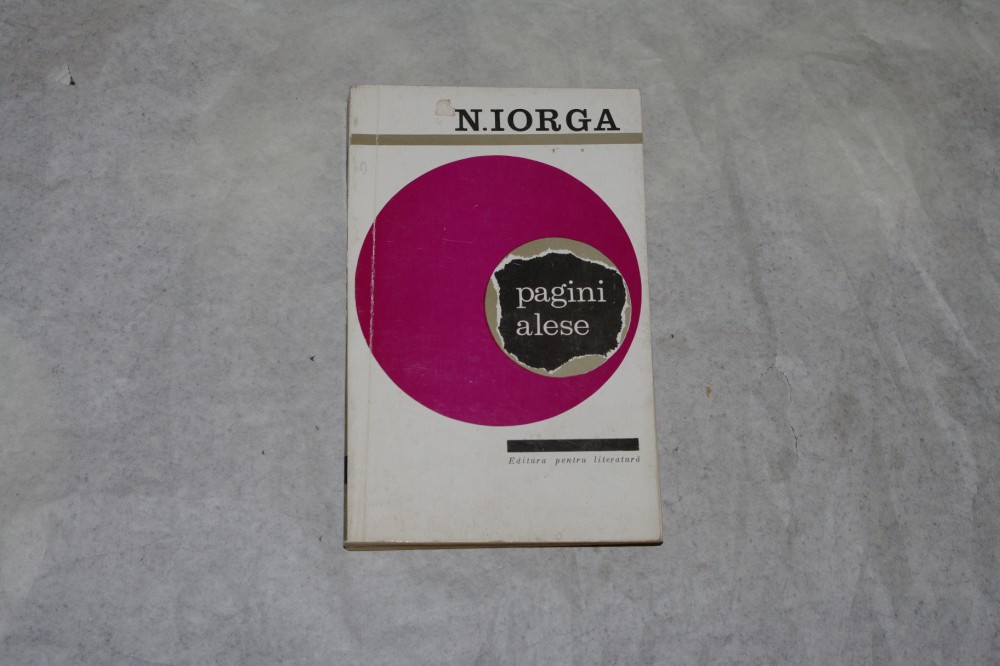 N.IORGA
pagini
alese
Editura pentru literatură